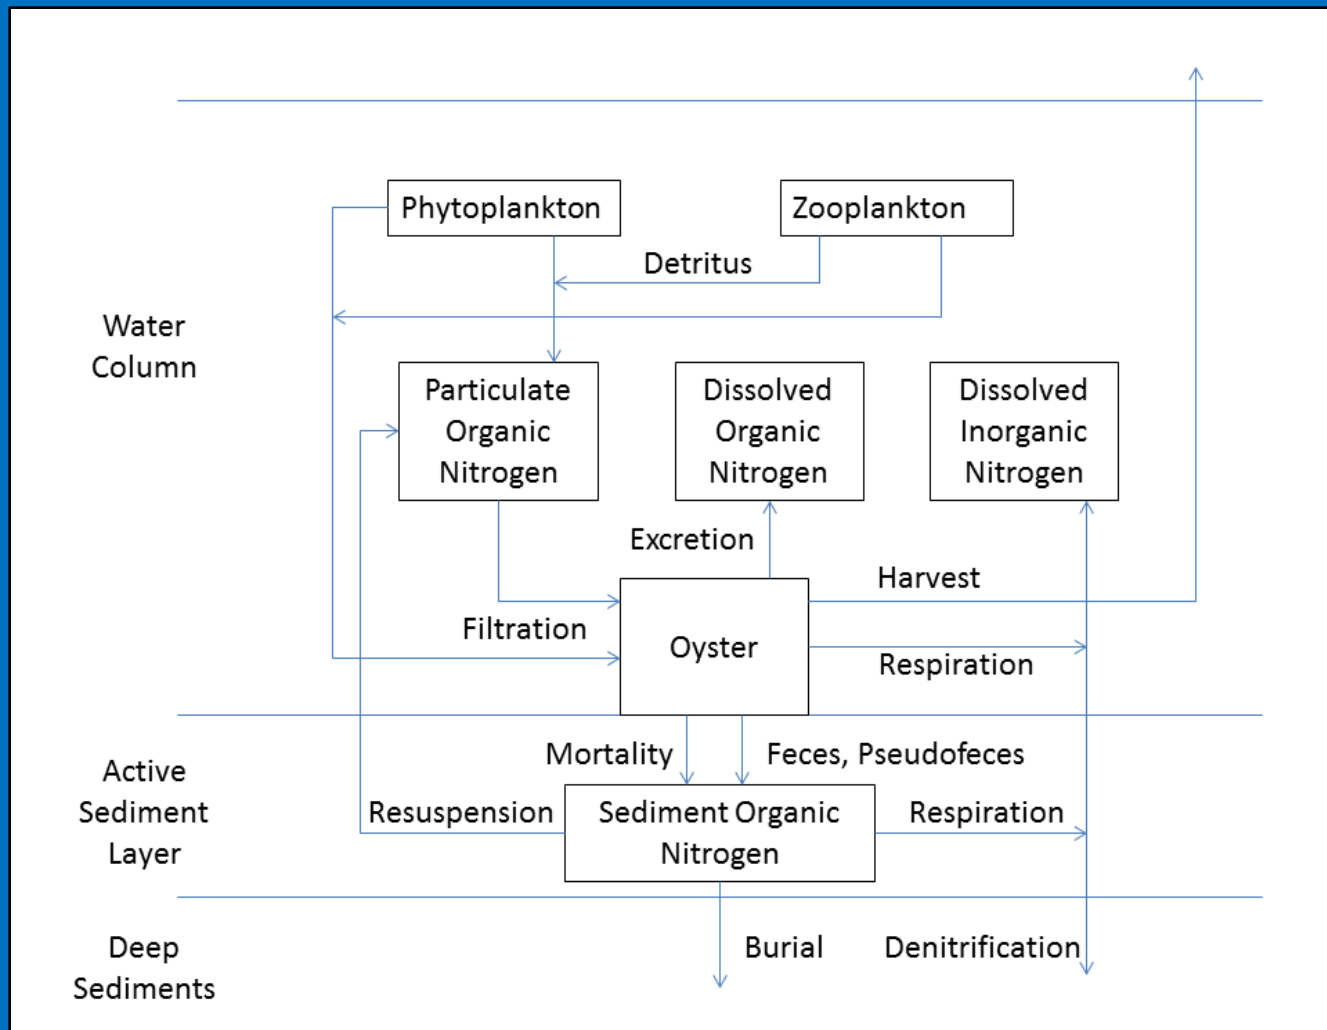 Phytoplankton
Zooplankton
Detritus
Water
Column
Particulate
Organic
Nitrogen
Dissolved
Organic
Nitrogen
Dissolved
Inorganic
Nitrogen
Excretion
Harvest
Filtration
Oyster
Respiration
Mortality
Feces, Pseudofeces
Active
Sediment
Layer
Resuspension
Sediment Organic
Nitrogen
Respiration
Deep
Sediments
Burial
Denitrification